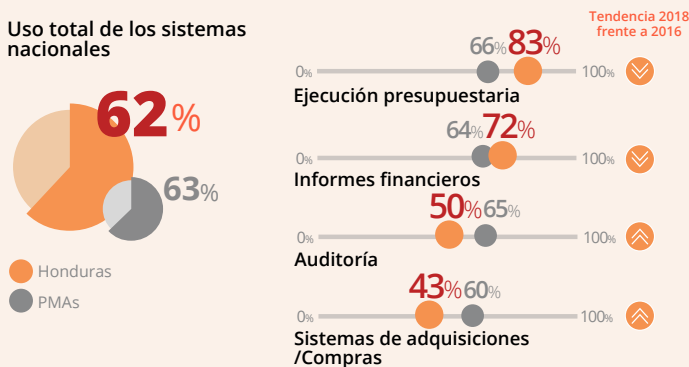 Uso total de los sistemas
nacionales
62%
63%
Honduras
PMAs
Tendencia 2018
frente a 2016
66% 83%
0% 100%
Ejecución presupuestaria
64% 72%
0% 100%
Informes financieros
50% 65%
0% 100%
Auditoría
43% 60%
0% 100%
Sistemas de adquisiciones
/Compras